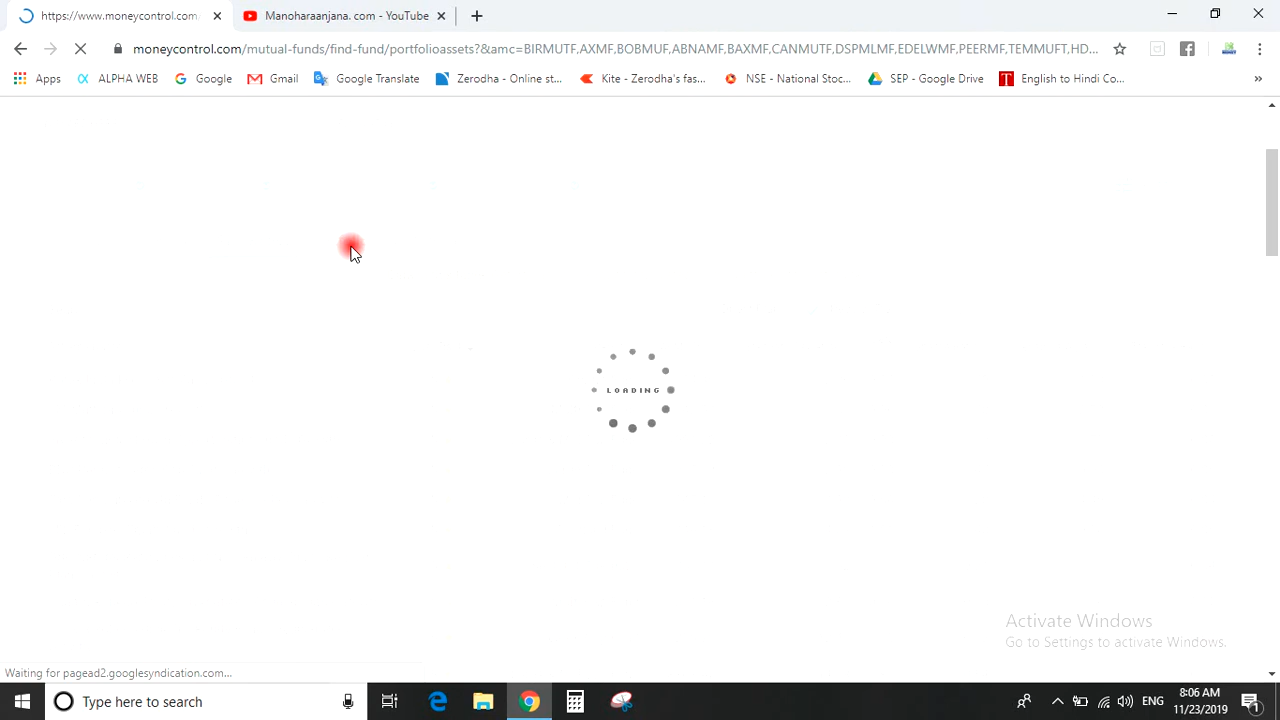 https://www.moneycontrol.com
Manoharaanjana. com - YouTube
moneycontrol.com/mutual-funds/find-fund/portfolioassets?&amc=BIRMUTF,AXMF,BOBMUF,ABNAMF,BAXMF,CANMUTF,DSPMLMF,EDELWMF,PEERMF,TEMMUFT,HD...
Apps
ALPHA WEB
Google
Gmail
Google Translate
Zerodha - Online st...
Kite - Zerodha's fas...
NSE - National Stoc...
SEP - Google Drive
T English to Hindi Co...
LOADING
Activate Windows
Go to Settings to activate Windows.
Waiting for pagead2.googlesyndication.com...
Type here to search
ENG
8:06 AM
11/23/2019
1